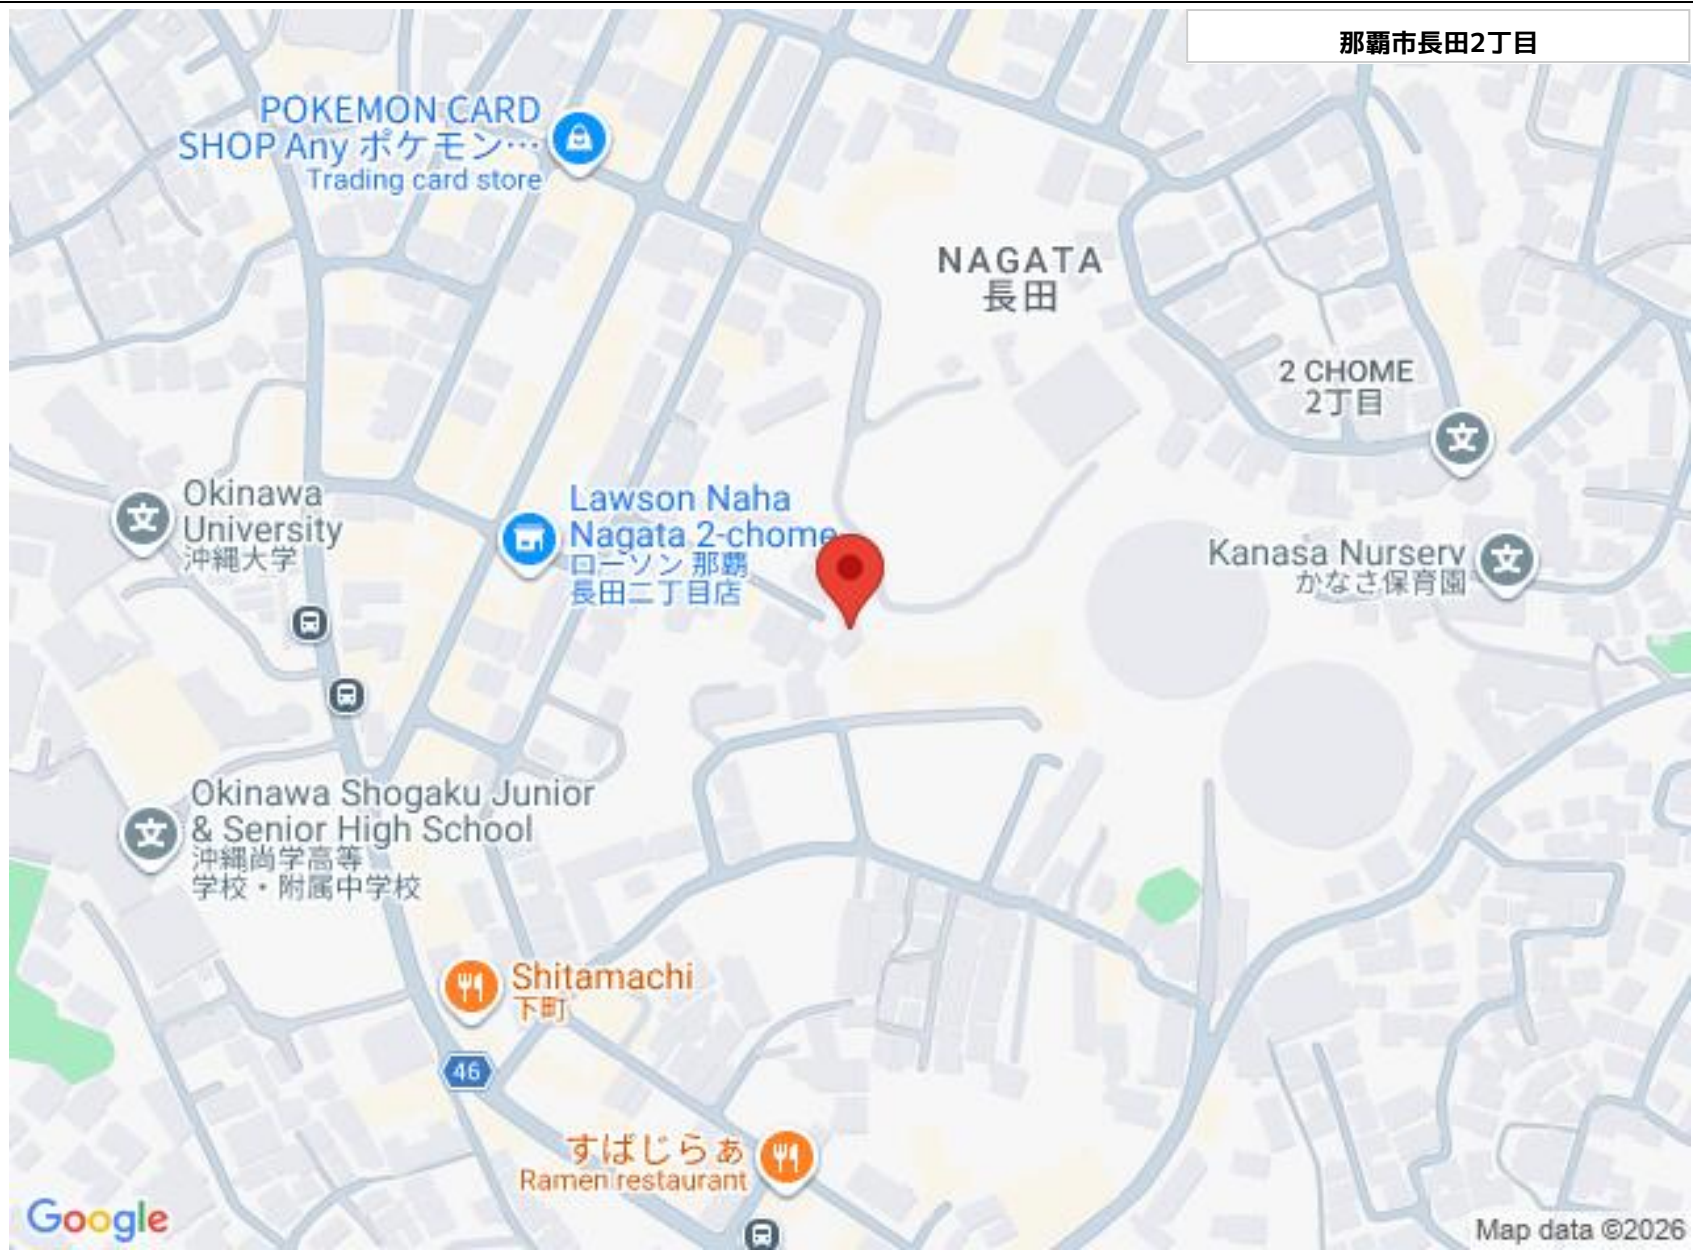 那覇市長田2丁目
POKEMON CARD
SHOP Any ポケモン…
Trading card store
NAGATA
長田
2 CHOME
2丁目
Okinawa
University
沖縄大学
Lawson Naha
Nagata 2-chome
ローソン 那覇
長田二丁目店
Kanasa Nursery
かなさ保育園
文
文
文
文
Okinawa Shogaku Junior
& Senior High School
沖縄尚学高等
学校・附属中学校
Shitamachi
下町
46
すばじらぁ
Ramen restaurant
Google
Map data ©2026